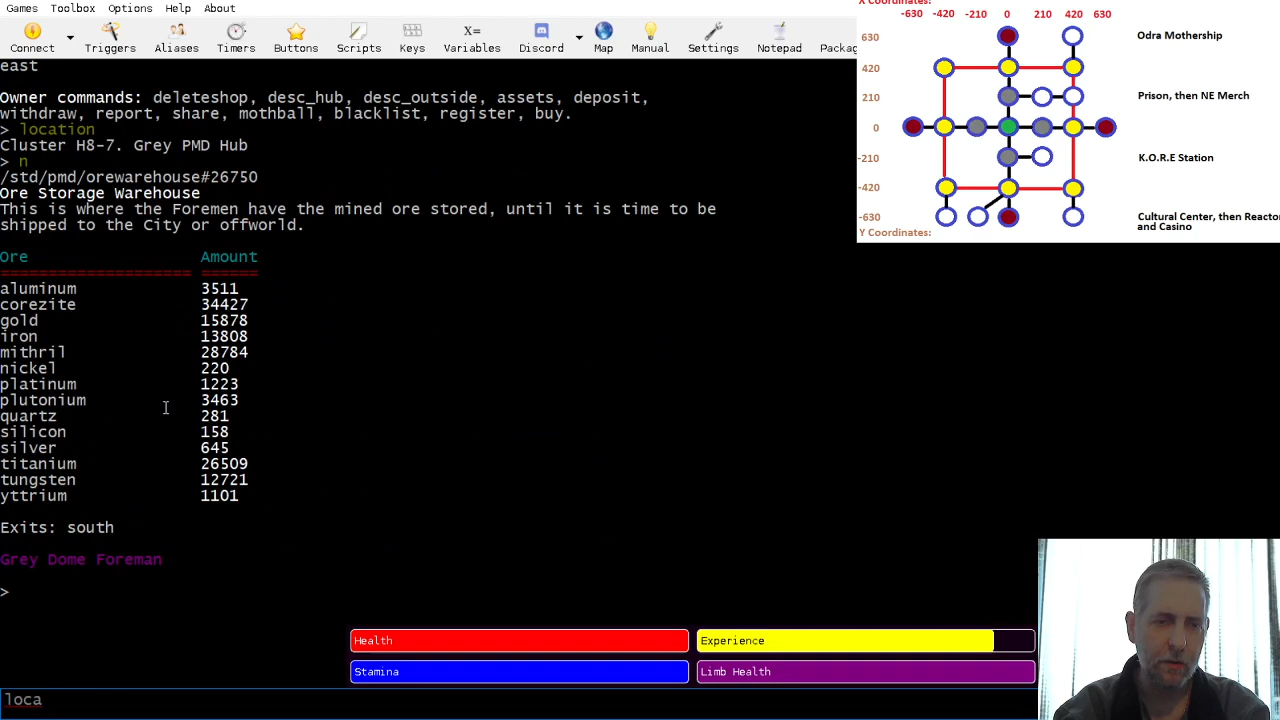 Games Toolbox Options Help About
Connect Triggers Aliases Timers Buttons Scripts Keys Variables Discord Map Manual Settings Notepad Packag
east
Owner commands: deleteshop, desc_hub, desc_outside, assets, deposit,
withdraw, report, share, mothball, blacklist, register, buy.
> location
Cluster H8-7. Grey PMD Hub
> n
/std/pmd/orewarehouse#26750
Ore Storage Warehouse
This is where the Foremen have the mined ore stored, until it is time to be
shipped to the City or offworld.
Ore Amount
=================== ======
aluminum 3511
corezite 34427
gold 15878
iron 13808
mithril 28784
nickel 220
platinum 1223
plutonium 3463
quartz 281
silicon 158
silver 645
titanium 26509
tungsten 12721
yttrium 1101
Exits: south
Grey Dome Foreman
>
Health Experience
Stamina Limb Health
loca
X Coordinates:
-630 -420 -210 0 210 420 630
630 Odra Mothership
420
210 Prison, then NE Merch
0
-210 K.O.R.E Station
-420
-630 Cultural Center, then Reactor
and Casino
Y Coordinates: